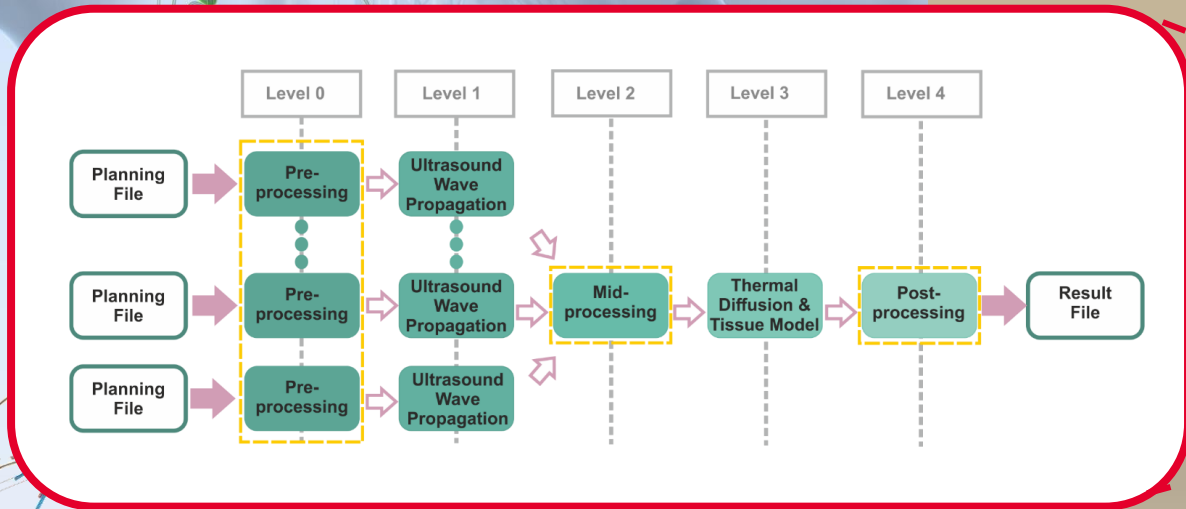 Level 0
Level 1
Level 2
Level 3
Level 4
Planning
File
Pre-
processing
Ultrasound
Wave
Propagation
Planning
File
Pre-
processing
Ultrasound
Wave
Propagation
Mid-
processing
Thermal
Diffusion &
Tissue Model
Post-
processing
Result
File
Planning
File
Pre-
processing
Ultrasound
Wave
Propagation